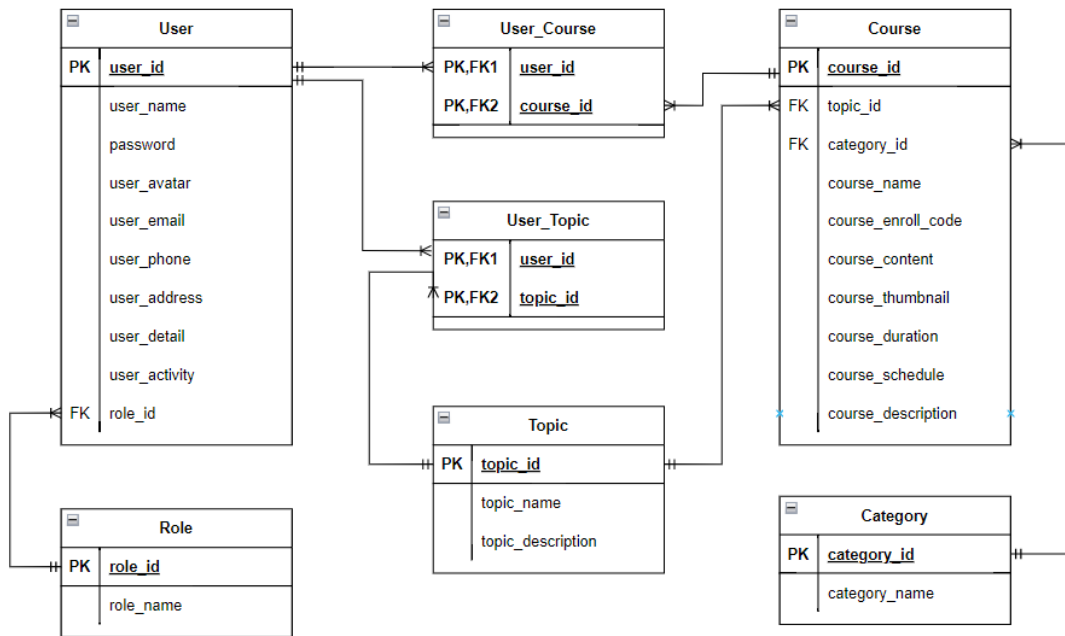 User
PK user_id
user_name
password
user_avatar
user_email
user_phone
user_address
user_detail
user_activity
FK role_id
User_Course
PK,FK1 user_id
PK,FK2 course_id
Course
PK course_id
FK topic_id
FK category_id
course_name
course_enroll_code
course_content
course_thumbnail
course_duration
course_schedule
course_description
User_Topic
PK,FK1 user_id
PK,FK2 topic_id
Topic
PK topic_id
topic_name
topic_description
Role
PK role_id
role_name
Category
PK category_id
category_name